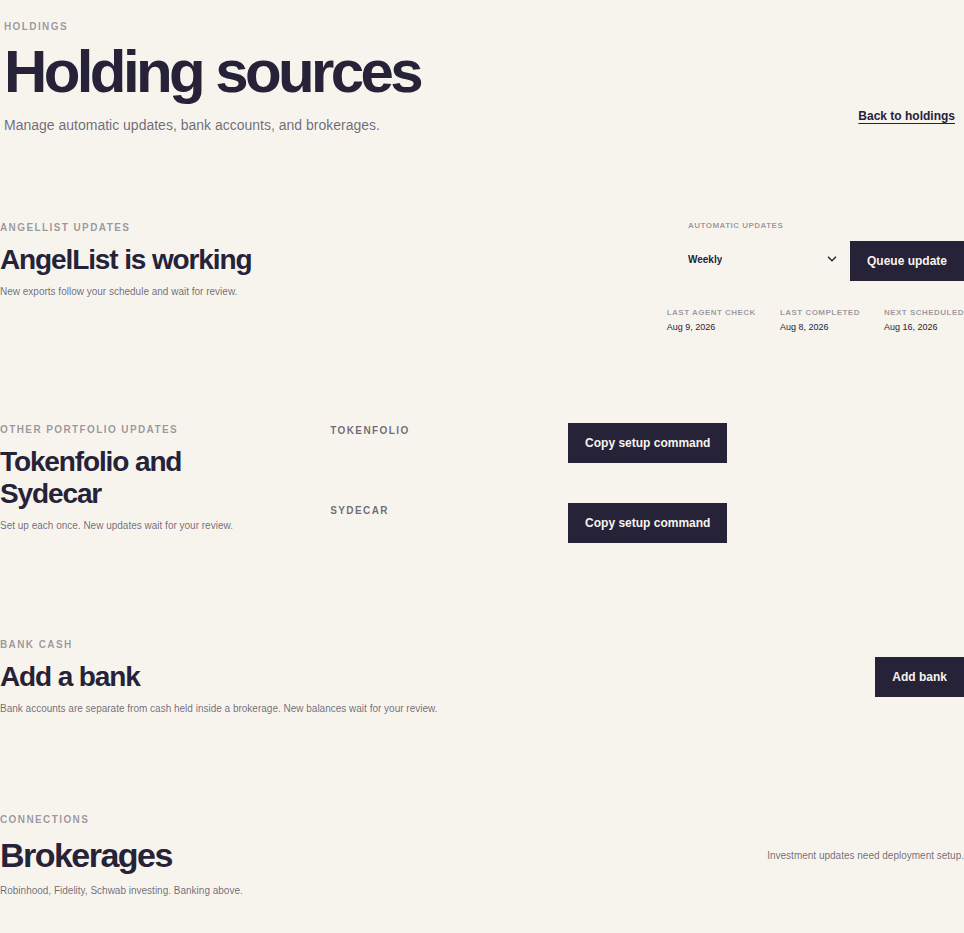 HOLDINGS
Holding sources
Manage automatic updates, bank accounts, and brokerages.
Back to holdings
ANGELLIST UPDATES
AngelList is working
New exports follow your schedule and wait for review.
AUTOMATIC UPDATES
Weekly
Queue update
LAST AGENT CHECK
Aug 9, 2026
LAST COMPLETED
Aug 8, 2026
NEXT SCHEDULED
Aug 16, 2026
OTHER PORTFOLIO UPDATES
Tokenfolio and
Sydecar
Set up each once. New updates wait for your review.
TOKENFOLIO
Copy setup command
SYDECAR
Copy setup command
BANK CASH
Add a bank
Bank accounts are separate from cash held inside a brokerage. New balances wait for your review.
Add bank
CONNECTIONS
Brokerages
Robinhood, Fidelity, Schwab investing. Banking above.
Investment updates need deployment setup.